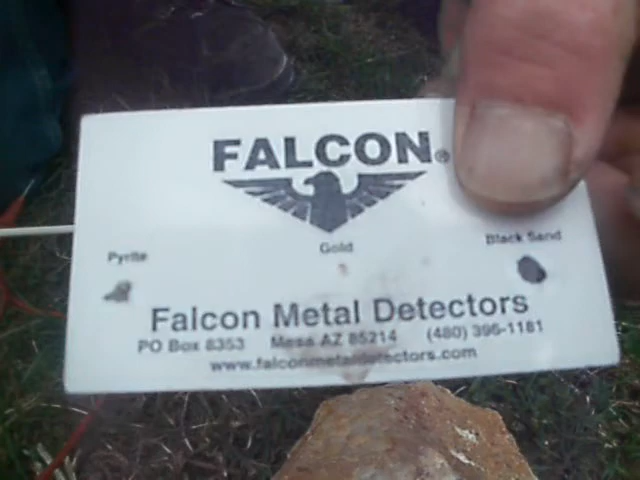 FALCON®
Pyrite Gold Black Sand
Falcon Metal Detectors
PO Box 8353 Mesa AZ 85214 (480) 396-1181
www.falconmetaldetectors.com